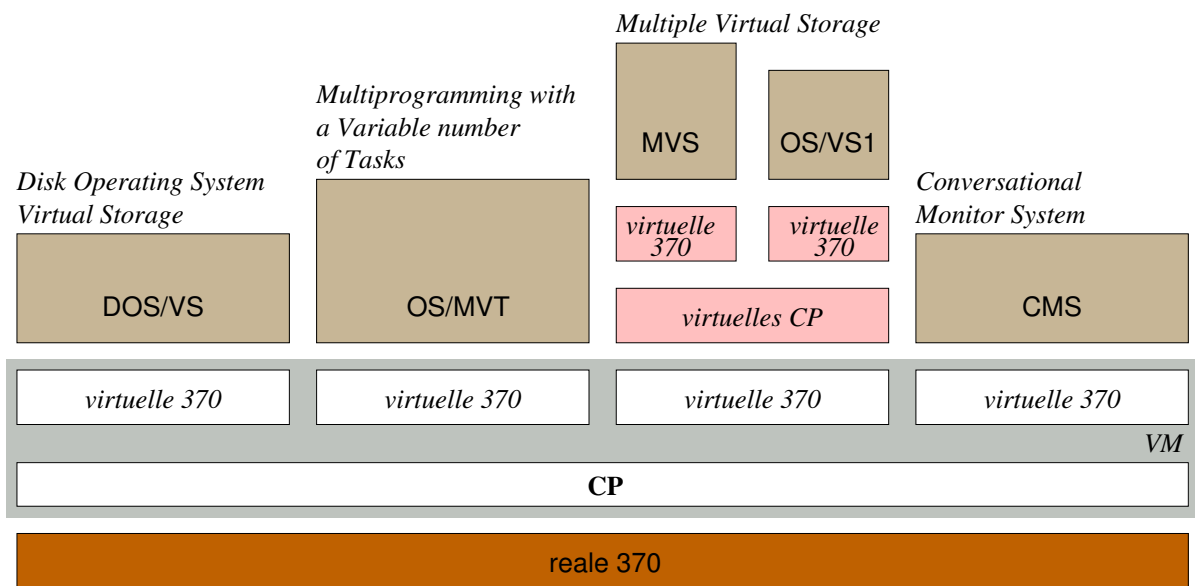 Multiple Virtual Storage
Multiprogramming with
a Variable number
of Tasks
MVS
OS/VS1
Disk Operating System
Virtual Storage
Conversational
Monitor System
virtuelle
370
virtuelle
370
DOS/VS
OS/MVT
virtuelles CP
CMS
virtuelle 370
virtuelle 370
virtuelle 370
virtuelle 370
VM
CP
reale 370